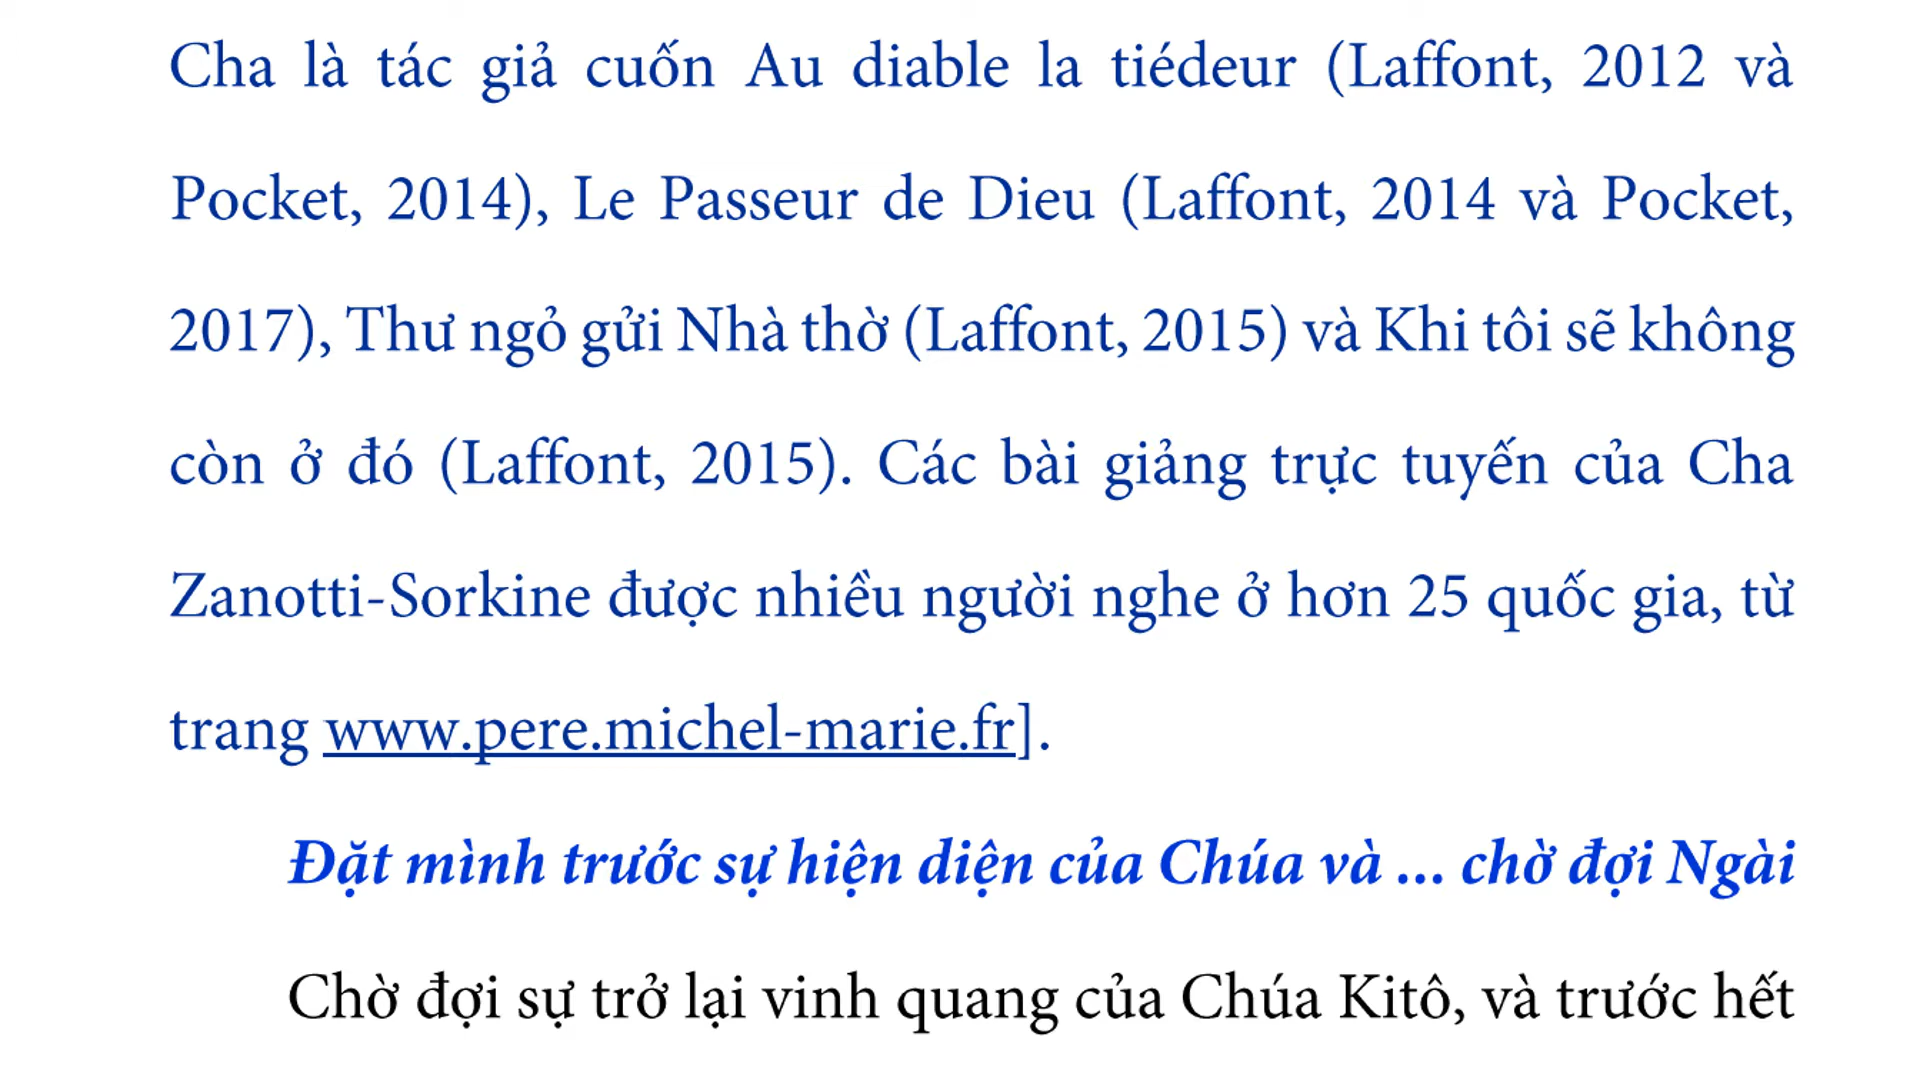 Cha là tác giả cuốn Au diable la tiédeur (Laffont, 2012 và
Pocket, 2014), Le Passeur de Dieu (Laffont, 2014 và Pocket,
2017), Thư ngỏ gửi Nhà thờ (Laffont, 2015) và Khi tôi sẽ không
còn ở đó (Laffont, 2015). Các bài giảng trực tuyến của Cha
Zanotti-Sorkine được nhiều người nghe ở hơn 25 quốc gia, từ
trang www.pere.michel-marie.fr].
Đặt mình trước sự hiện diện của Chúa và ... chờ đợi Ngài
Chờ đợi sự trở lại vinh quang của Chúa Kitô, và trước hết